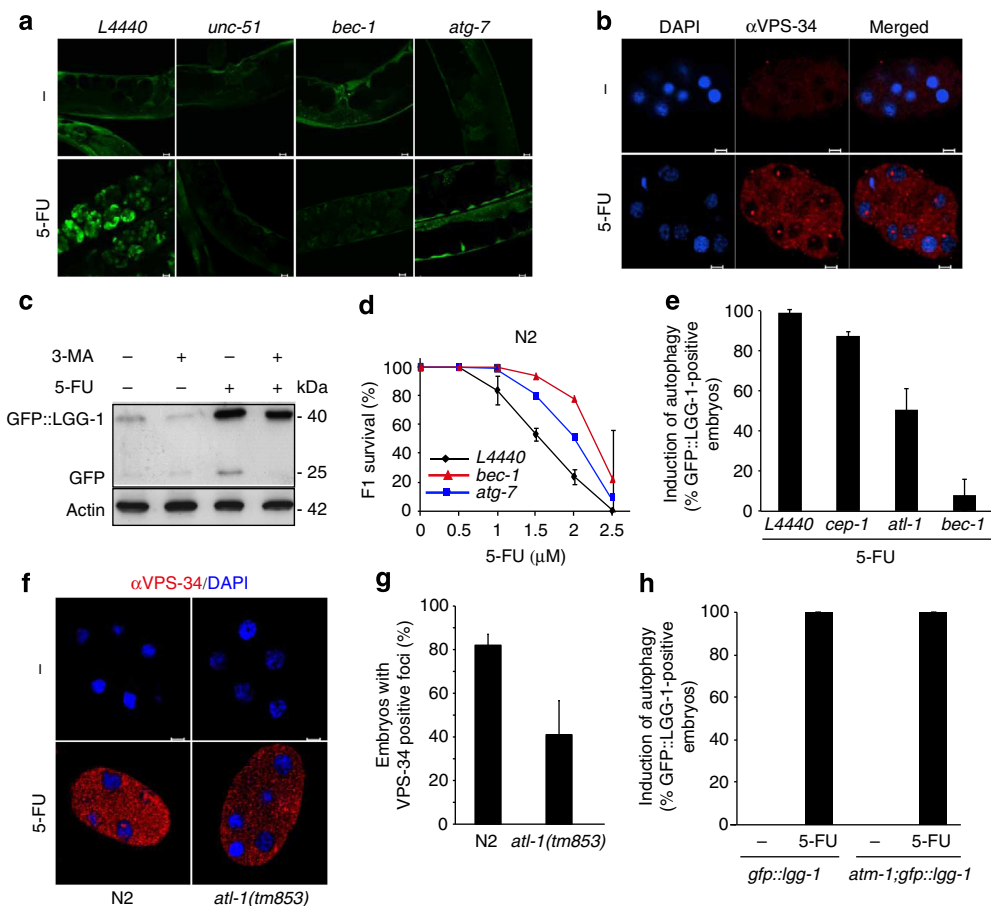 a
L4440 unc-51 bec-1 atg-7
–
5-FU
b
DAPI αVPS-34 Merged
–
5-FU
c
3-MA – + – +
5-FU – – + + kDa
GFP::LGG-1 - 40
GFP - 25
Actin - 42
d
N2
F1 survival (%)
100
80
60
40
20
0
L4440
bec-1
atg-7
0 0.5 1 1.5 2 2.5
5-FU (μM)
e
Induction of autophagy
(% GFP::LGG-1-positive
embryos)
100
80
60
40
20
0
L4440 cep-1 atl-1 bec-1
5-FU
f
αVPS-34/DAPI
–
5-FU
N2 atl-1(tm853)
g
Embryos with
VPS-34 positive foci (%)
100
80
60
40
20
0
N2 atl-1(tm853)
h
Induction of autophagy
(% GFP::LGG-1-positive
embryos)
100
80
60
40
20
0
– 5-FU – 5-FU
gfp::lgg-1 atm-1;gfp::lgg-1